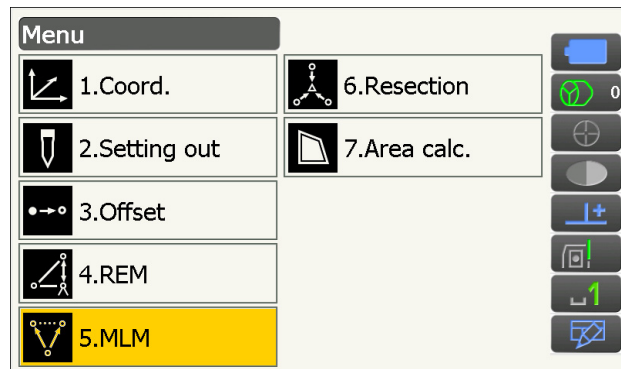 Menu
1.Coord.
2.Setting out
3.Offset
4.REM
5.MLM
6.Resection
7.Area calc.
0
1